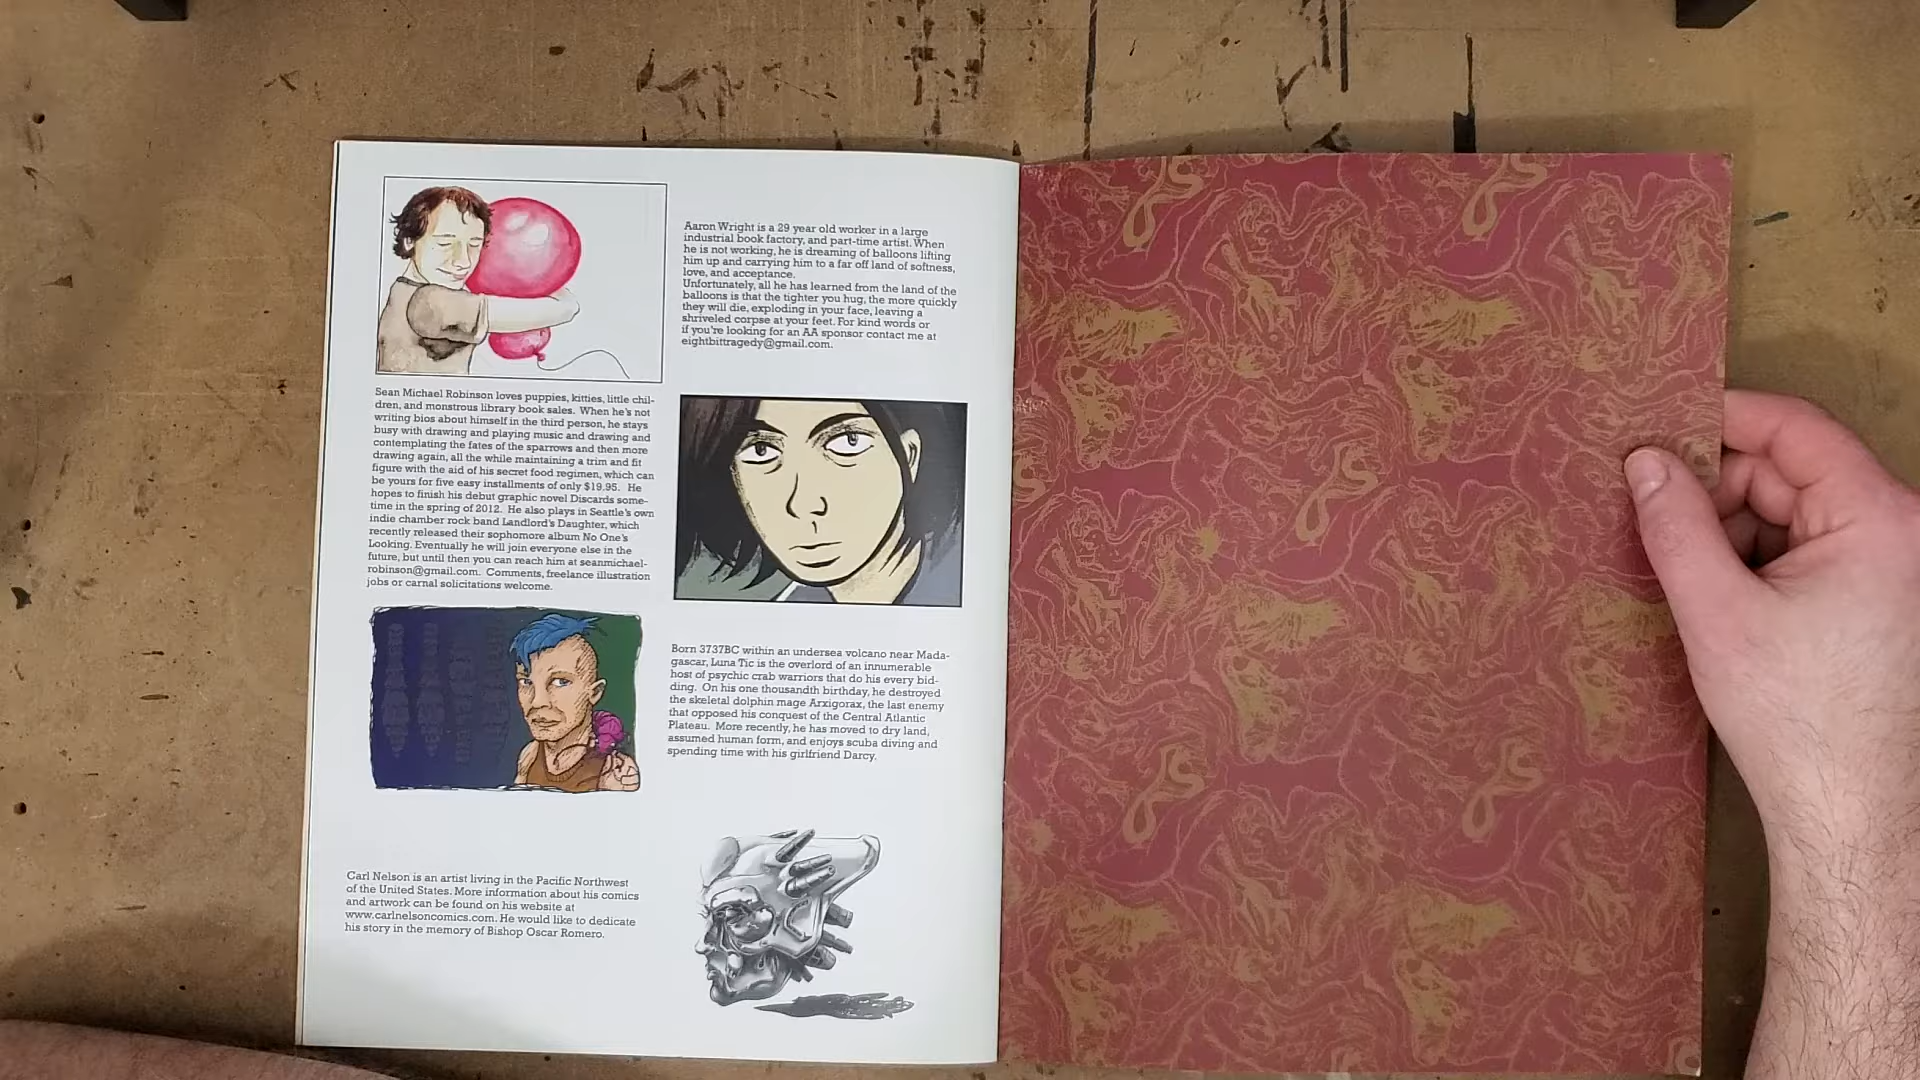 Aaron Wright is a 29 year old worker in a large
industrial book factory, and part-time artist. When
he is not working, he is dreaming of balloons lifting
him up and carrying him to a far off land of softness,
love, and acceptance.
Unfortunately, all he has learned from the land of the
balloons is that the tighter you hug, the more quickly
they will die, exploding in your face, leaving a
shriveled corpse at your feet. For kind words or
if you're looking for an AA sponsor contact me at
eightbittragedy@gmail.com.
Sean Michael Robinson loves puppies, kitties, little chil-
dren, and monstrous library book sales. When he's not
writing bios about himself in the third person, he stays
busy with drawing and playing music and drawing and
contemplating the fates of the sparrows and then more
drawing again, all the while maintaining a trim and fit
figure with the aid of his secret food regimen, which can
be yours for five easy installments of only $19.95. He
hopes to finish his debut graphic novel Discards some-
time in the spring of 2012. He also plays in Seattle's own
indie chamber rock band Landlord's Daughter, which
recently released their sophomore album No One's
Looking. Eventually he will join everyone else in the
future, but until then you can reach him at seanmichael-
robinson@gmail.com. Comments, freelance illustration
jobs or carnal solicitations welcome.
Born 3737BC within an undersea volcano near Mada-
gascar, Luna Tic is the overlord of an innumerable
host of psychic crab warriors that do his every bid-
ding. On his one thousandth birthday, he destroyed
the skeletal dolphin mage Arxigorax, the last enemy
that opposed his conquest of the Central Atlantic
Plateau. More recently, he has moved to dry land,
assumed human form, and enjoys scuba diving and
spending time with his girlfriend Darcy.
Carl Nelson is an artist living in the Pacific Northwest
of the United States. More information about his comics
and artwork can be found on his website at
www.carlnelsoncomics.com. He would like to dedicate
his story in the memory of Bishop Oscar Romero.